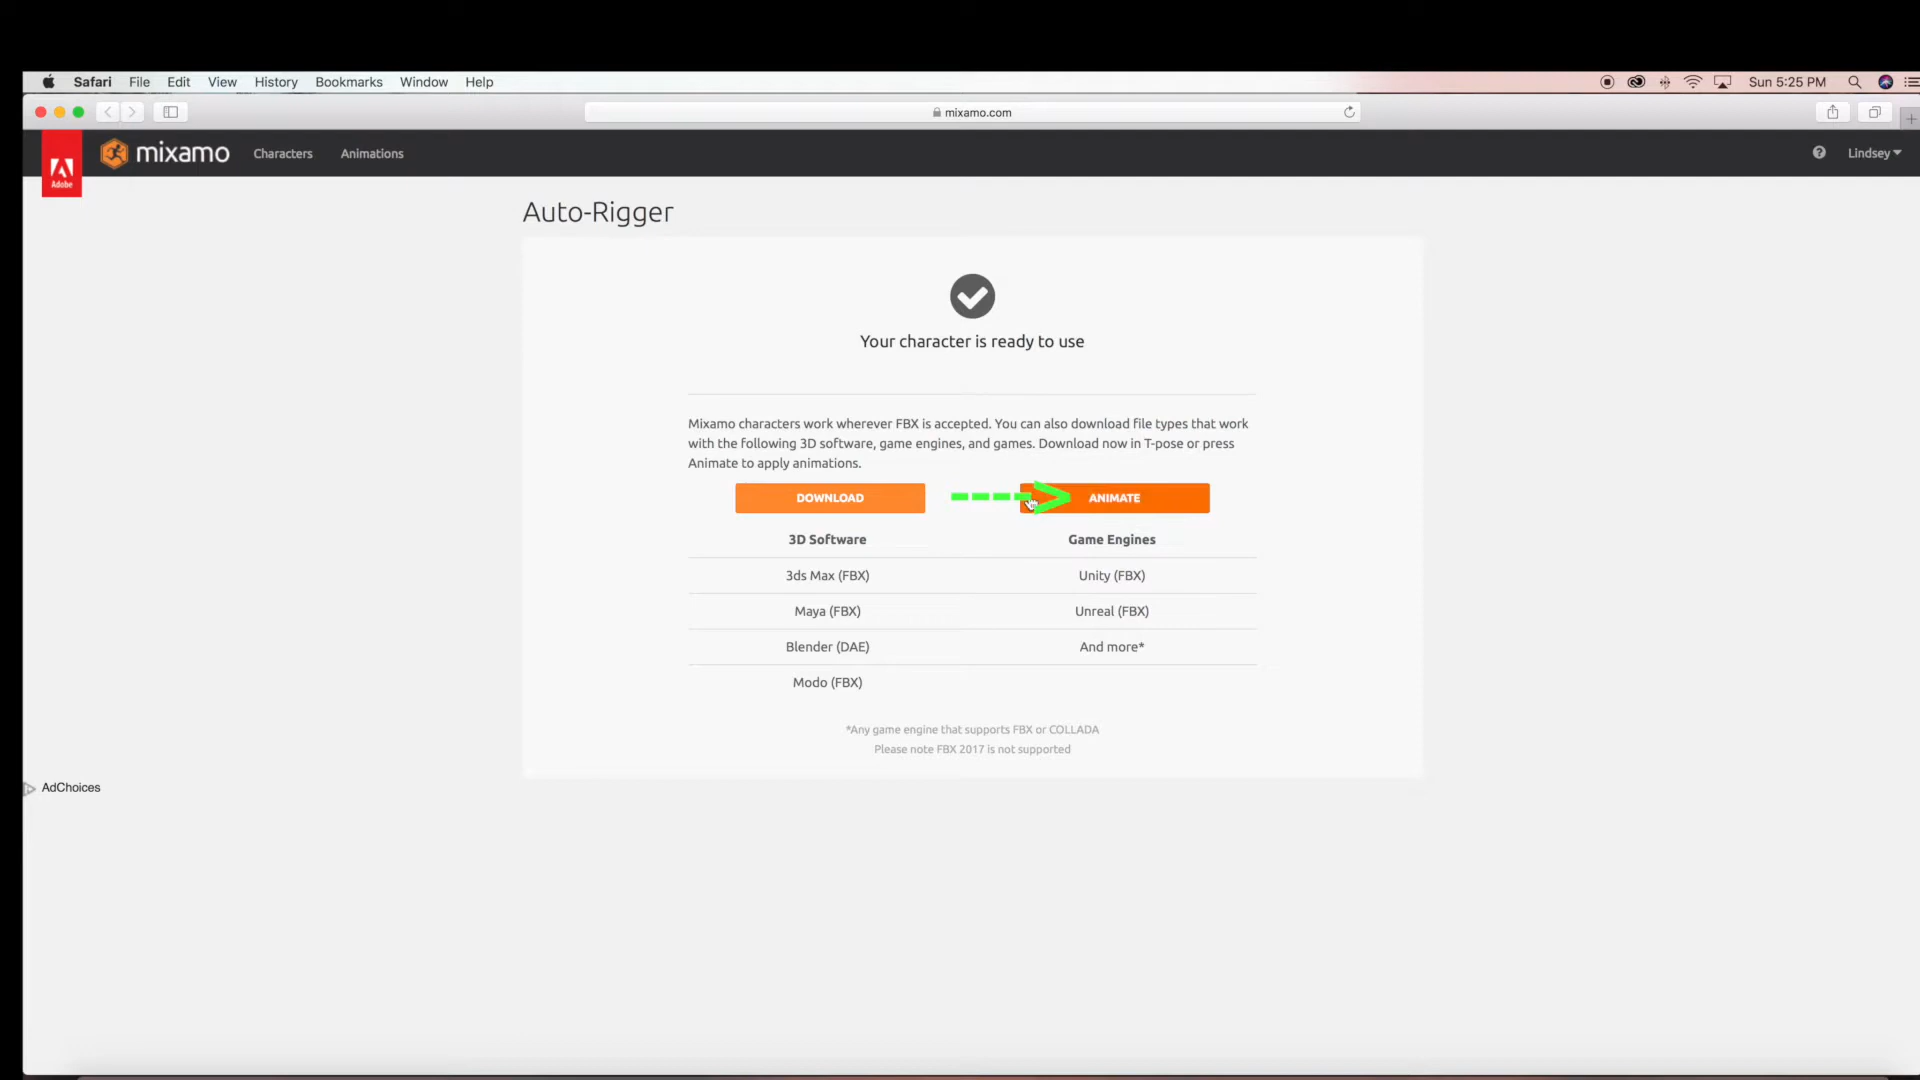 Safari File Edit View History Bookmarks Window Help Sun 5:25 PM
mixamo.com
Adobe mixamo Characters Animations Lindsey
Auto-Rigger
Your character is ready to use
Mixamo characters work wherever FBX is accepted. You can also download file types that work
with the following 3D software, game engines, and games. Download now in T-pose or press
Animate to apply animations.
DOWNLOAD ANIMATE
3D Software Game Engines
3ds Max (FBX) Unity (FBX)
Maya (FBX) Unreal (FBX)
Blender (DAE) And more*
Modo (FBX)
*Any game engine that supports FBX or COLLADA
Please note FBX 2017 is not supported
AdChoices